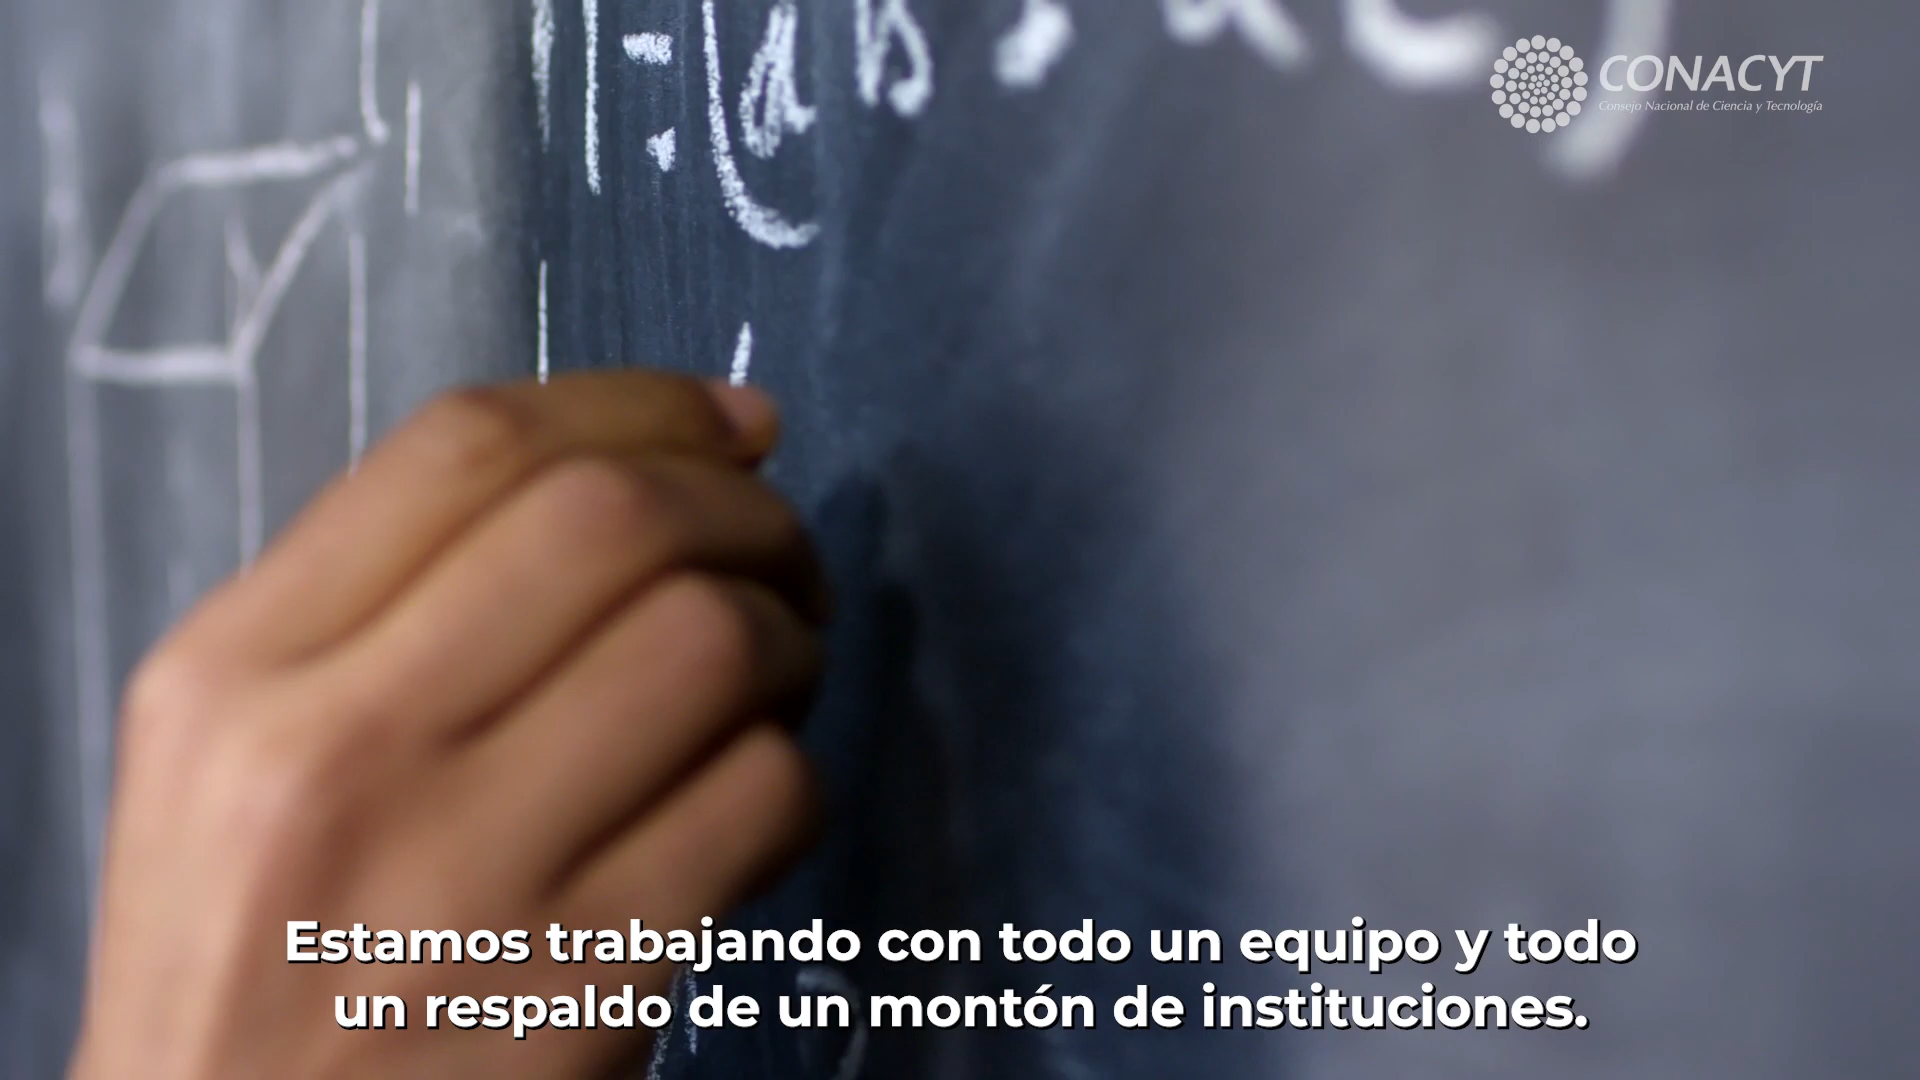 CONACYT
Consejo Nacional de Ciencia y Tecnología
Estamos trabajando con todo un equipo y todo
un respaldo de un montón de instituciones.